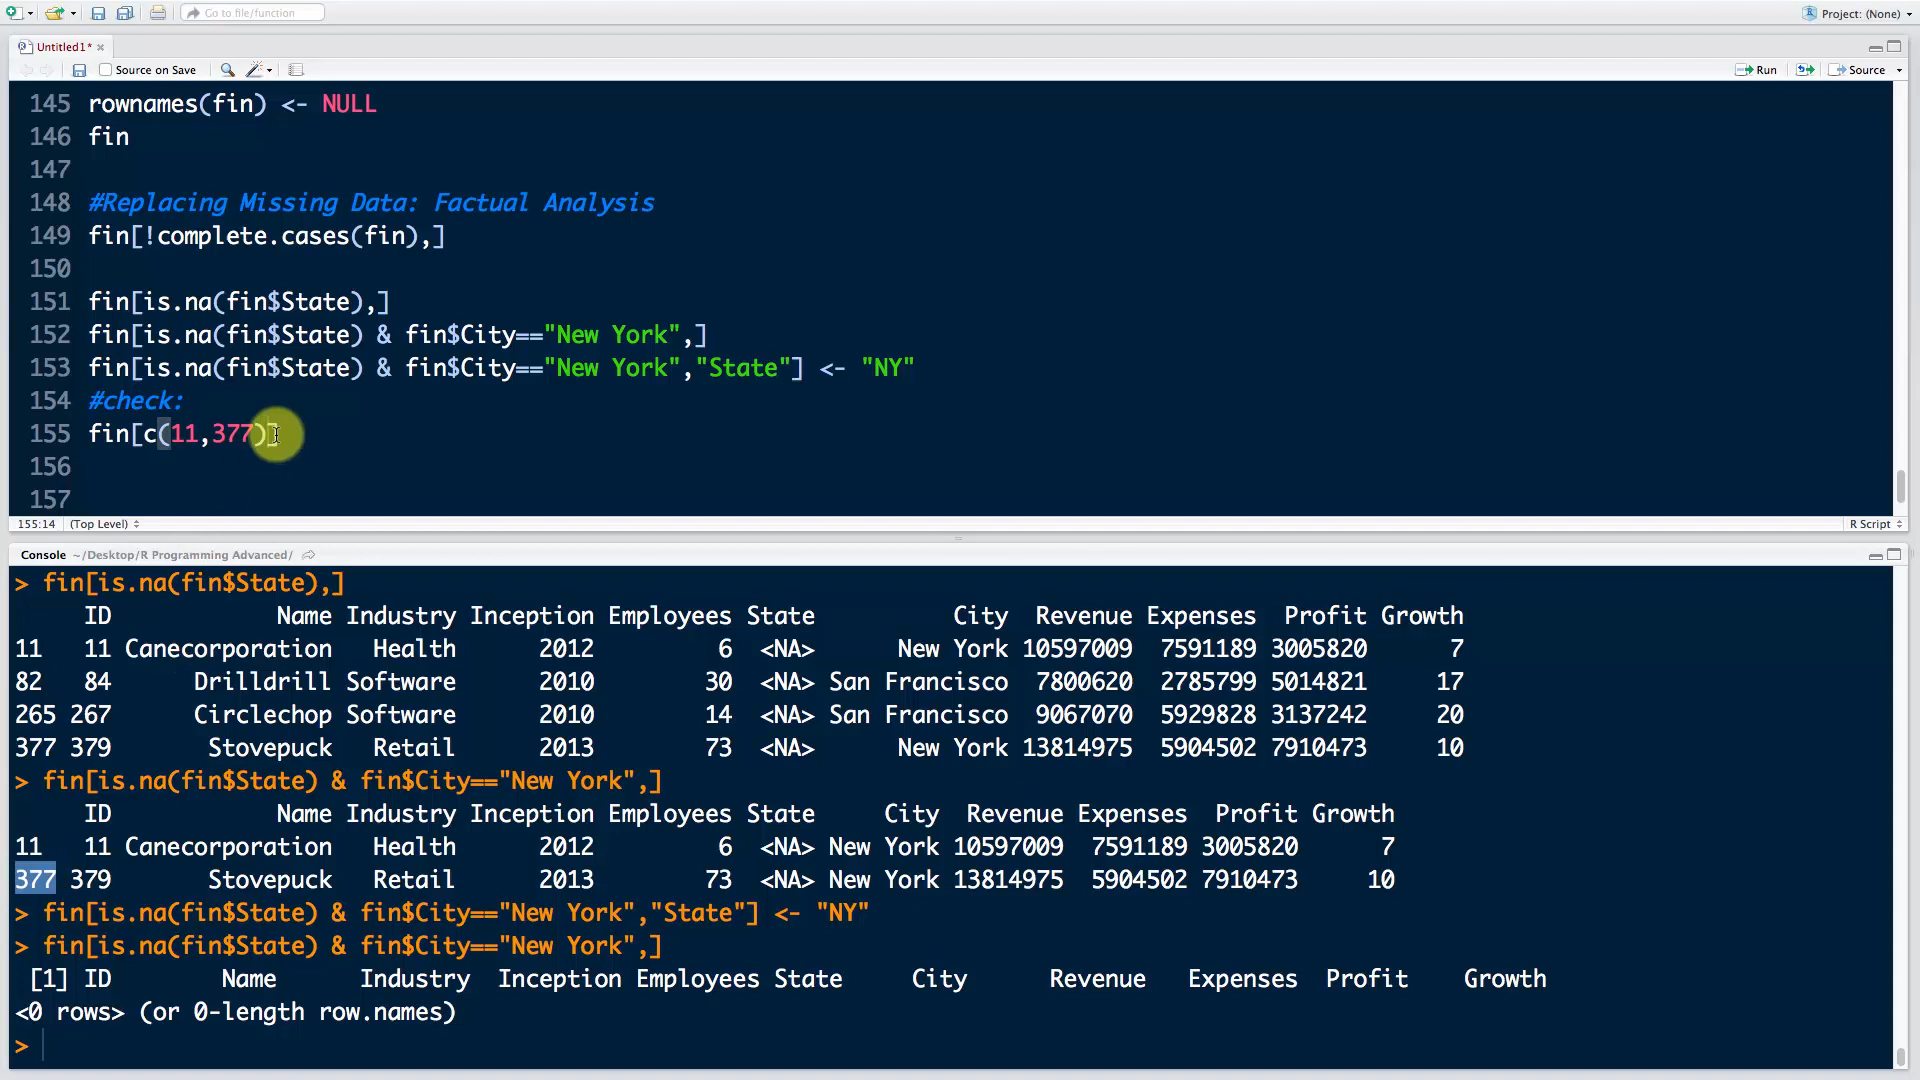 Go to file/function
Project: (None)
Untitled1*
Source on Save
Run
Source
145 rownames(fin) <- NULL
146 fin
147
148 #Replacing Missing Data: Factual Analysis
149 fin[!complete.cases(fin),]
150
151 fin[is.na(fin$State),]
152 fin[is.na(fin$State) & fin$City=="New York",]
153 fin[is.na(fin$State) & fin$City=="New York","State"] <- "NY"
154 #check:
155 fin[c(11,377)]
156
157
155:14 (Top Level) R Script
Console ~/Desktop/R Programming Advanced/
> fin[is.na(fin$State),]
ID Name Industry Inception Employees State City Revenue Expenses Profit Growth
11 11 Canecorporation Health 2012 6 <NA> New York 10597009 7591189 3005820 7
82 84 Drilldrill Software 2010 30 <NA> San Francisco 7800620 2785799 5014821 17
265 267 Circlechop Software 2010 14 <NA> San Francisco 9067070 5929828 3137242 20
377 379 Stovepuck Retail 2013 73 <NA> New York 13814975 5904502 7910473 10
> fin[is.na(fin$State) & fin$City=="New York",]
ID Name Industry Inception Employees State City Revenue Expenses Profit Growth
11 11 Canecorporation Health 2012 6 <NA> New York 10597009 7591189 3005820 7
377 379 Stovepuck Retail 2013 73 <NA> New York 13814975 5904502 7910473 10
> fin[is.na(fin$State) & fin$City=="New York","State"] <- "NY"
> fin[is.na(fin$State) & fin$City=="New York",]
[1] ID Name Industry Inception Employees State City Revenue Expenses Profit Growth
<0 rows> (or 0-length row.names)
>